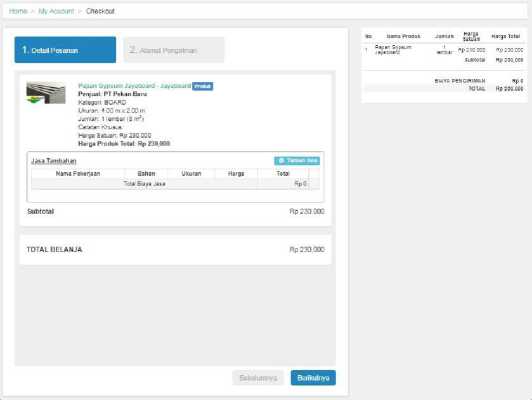 Home > My Account > Checkout
1. Detail Pesanan
2. Alamat Pengiriman
Papan Gypsum Jayaboard - Jayaboard Produk
Penjual: PT Pekan Baru
Kategori: BOARD
Ukuran: 4.00 m x 2.00 m
Jumlah: 1 lembar (8 m²)
Catatan Khusus:
Harga Satuan: Rp 230,000
Harga Produk Total: Rp 230,000
Jasa Tambahan
Tambah Jasa
Nama Pekerjaan Bahan Ukuran Harga Total
Total Biaya Jasa Rp 0
Subtotal Rp 230,000
TOTAL BELANJA Rp 230,000
Sebelumnya Berikutnya
No Nama Produk Jumlah Harga Satuan Harga Total
1 Papan Gypsum Jayaboard 1 lembar Rp 230,000 Rp 230,000
Subtotal Rp 230,000
BIAYA PENGIRIMAN Rp 0
TOTAL Rp 230,000